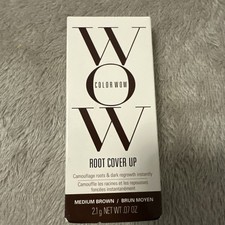 WOW
COLOR WOW
ROOT COVER UP
Camouflage roots & dark regrowth instantly
Camoufle les racines et les repousses
foncées instantanément
MEDIUM BROWN / BRUN MOYEN
2.1 g NET WT .07 OZ